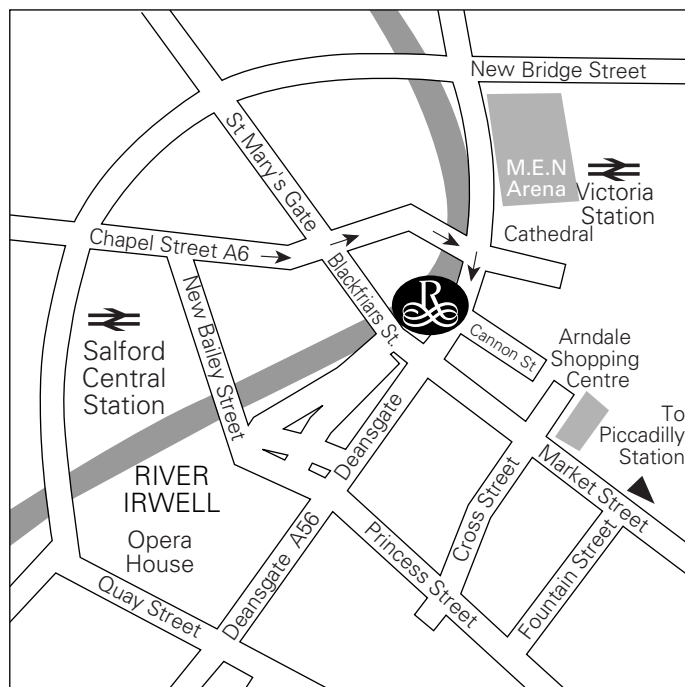 New Bridge Street
M.E.N
Arena
Victoria
Station
St Mary's Gate
Cathedral
Chapel Street A6
Blackfriars St.
R
New Bailey Street
Cannon St
Salford
Central
Station
Arndale
Shopping
Centre
To
Piccadilly
Station
Deansgate
Market Street
RIVER
IRWELL
Cross Street
Opera
House
Deansgate A56
Princess Street
Fountain Street
Quay Street